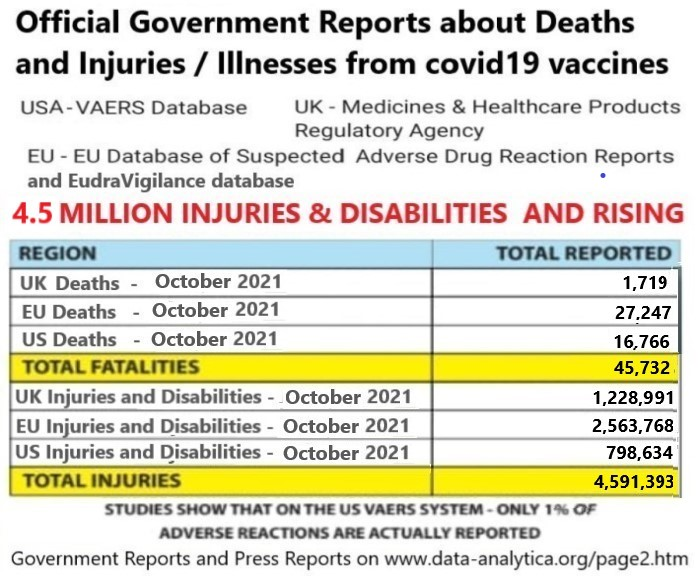 Official Government Reports about Deaths
and Injuries / Illnesses from covid19 vaccines
USA-VAERS Database UK - Medicines & Healthcare Products
Regulatory Agency
EU - EU Database of Suspected Adverse Drug Reaction Reports
and EudraVigilance database
4.5 MILLION INJURIES & DISABILITIES AND RISING
REGION TOTAL REPORTED
UK Deaths - October 2021 1,719
EU Deaths - October 2021 27,247
US Deaths - October 2021 16,766
TOTAL FATALITIES 45,732
UK Injuries and Disabilities - October 2021 1,228,991
EU Injuries and Disabilities - October 2021 2,563,768
US Injuries and Disabilities - October 2021 798,634
TOTAL INJURIES 4,591,393
STUDIES SHOW THAT ON THE US VAERS SYSTEM - ONLY 1% OF
ADVERSE REACTIONS ARE ACTUALLY REPORTED
Government Reports and Press Reports on www.data-analytica.org/page2.htm